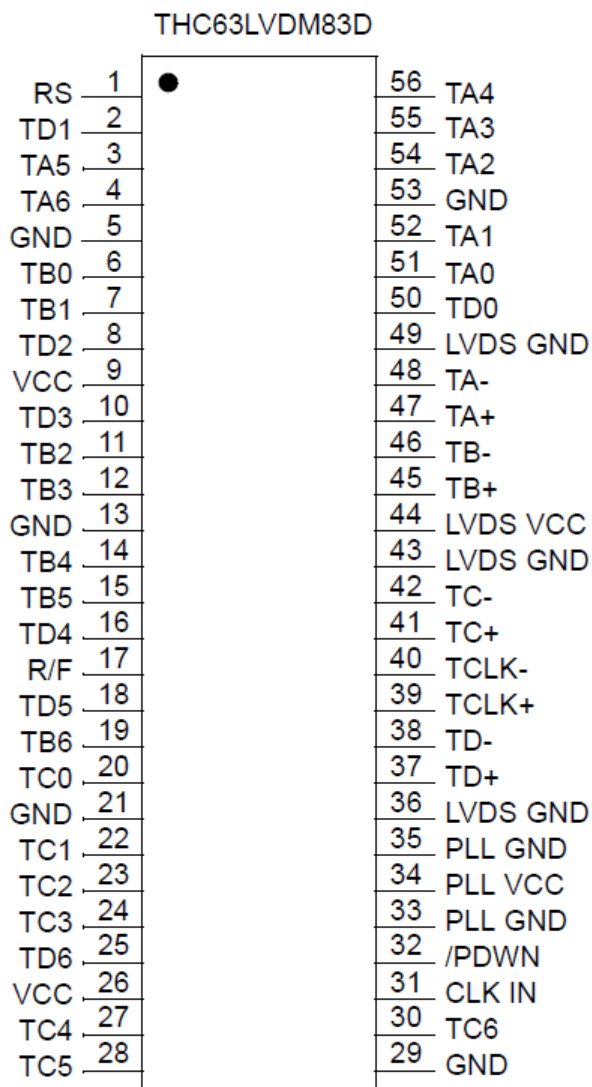 THC63LVDM83D
RS 1 56 TA4
TD1 2 55 TA3
TA5 3 54 TA2
TA6 4 53 GND
GND 5 52 TA1
TB0 6 51 TA0
TB1 7 50 TD0
TD2 8 49 LVDS GND
VCC 9 48 TA-
TD3 10 47 TA+
TB2 11 46 TB-
TB3 12 45 TB+
GND 13 44 LVDS VCC
TB4 14 43 LVDS GND
TB5 15 42 TC-
TD4 16 41 TC+
R/F 17 40 TCLK-
TD5 18 39 TCLK+
TB6 19 38 TD-
TC0 20 37 TD+
GND 21 36 LVDS GND
TC1 22 35 PLL GND
TC2 23 34 PLL VCC
TC3 24 33 PLL GND
TD6 25 32 /PDWN
VCC 26 31 CLK IN
TC4 27 30 TC6
TC5 28 29 GND